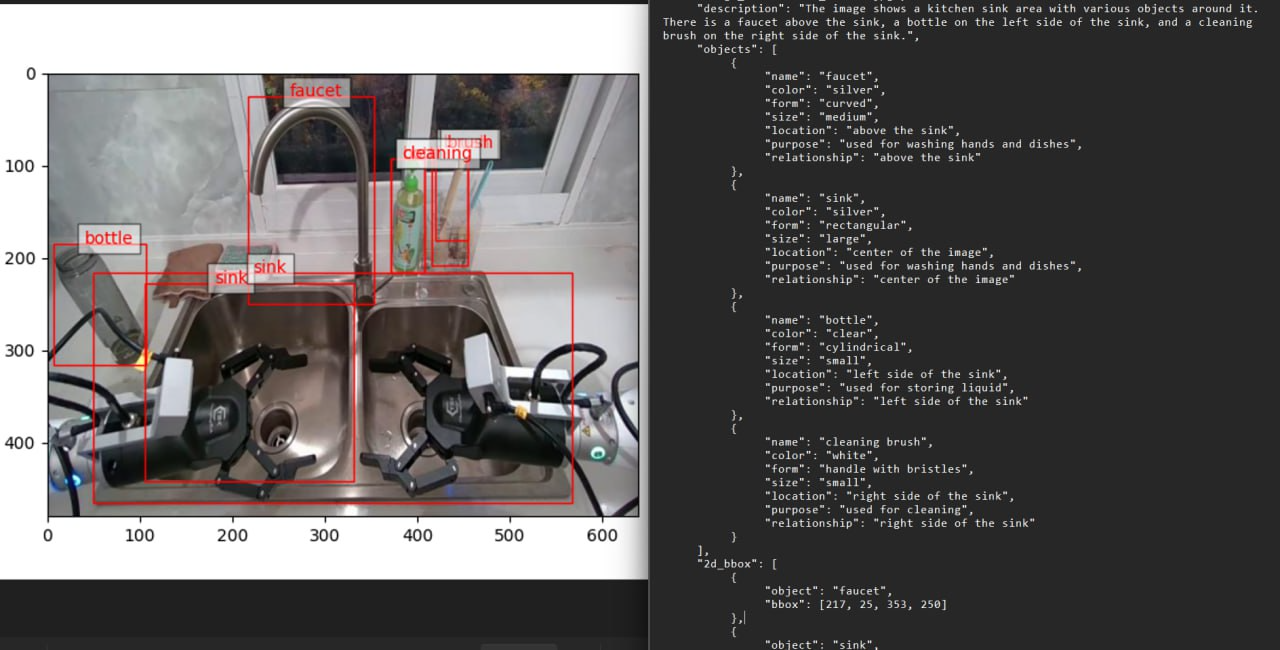 0
100
200
300
400
0
100
200
300
400
500
600
faucet
brush
cleaning
bottle
sink
sink
"description": "The image shows a kitchen sink area with various objects around it.
There is a faucet above the sink, a bottle on the left side of the sink, and a cleaning
brush on the right side of the sink.",
"objects": [
{
"name": "faucet",
"color": "silver",
"form": "curved",
"size": "medium",
"location": "above the sink",
"purpose": "used for washing hands and dishes",
"relationship": "above the sink"
},
{
"name": "sink",
"color": "silver",
"form": "rectangular",
"size": "large",
"location": "center of the image",
"purpose": "used for washing hands and dishes",
"relationship": "center of the image"
},
{
"name": "bottle",
"color": "clear",
"form": "cylindrical",
"size": "small",
"location": "left side of the sink",
"purpose": "used for storing liquid",
"relationship": "left side of the sink"
},
{
"name": "cleaning brush",
"color": "white",
"form": "handle with bristles",
"size": "small",
"location": "right side of the sink",
"purpose": "used for cleaning",
"relationship": "right side of the sink"
}
],
"2d_bbox": [
{
"object": "faucet",
"bbox": [217, 25, 353, 250]
},
{
"object": "sink",